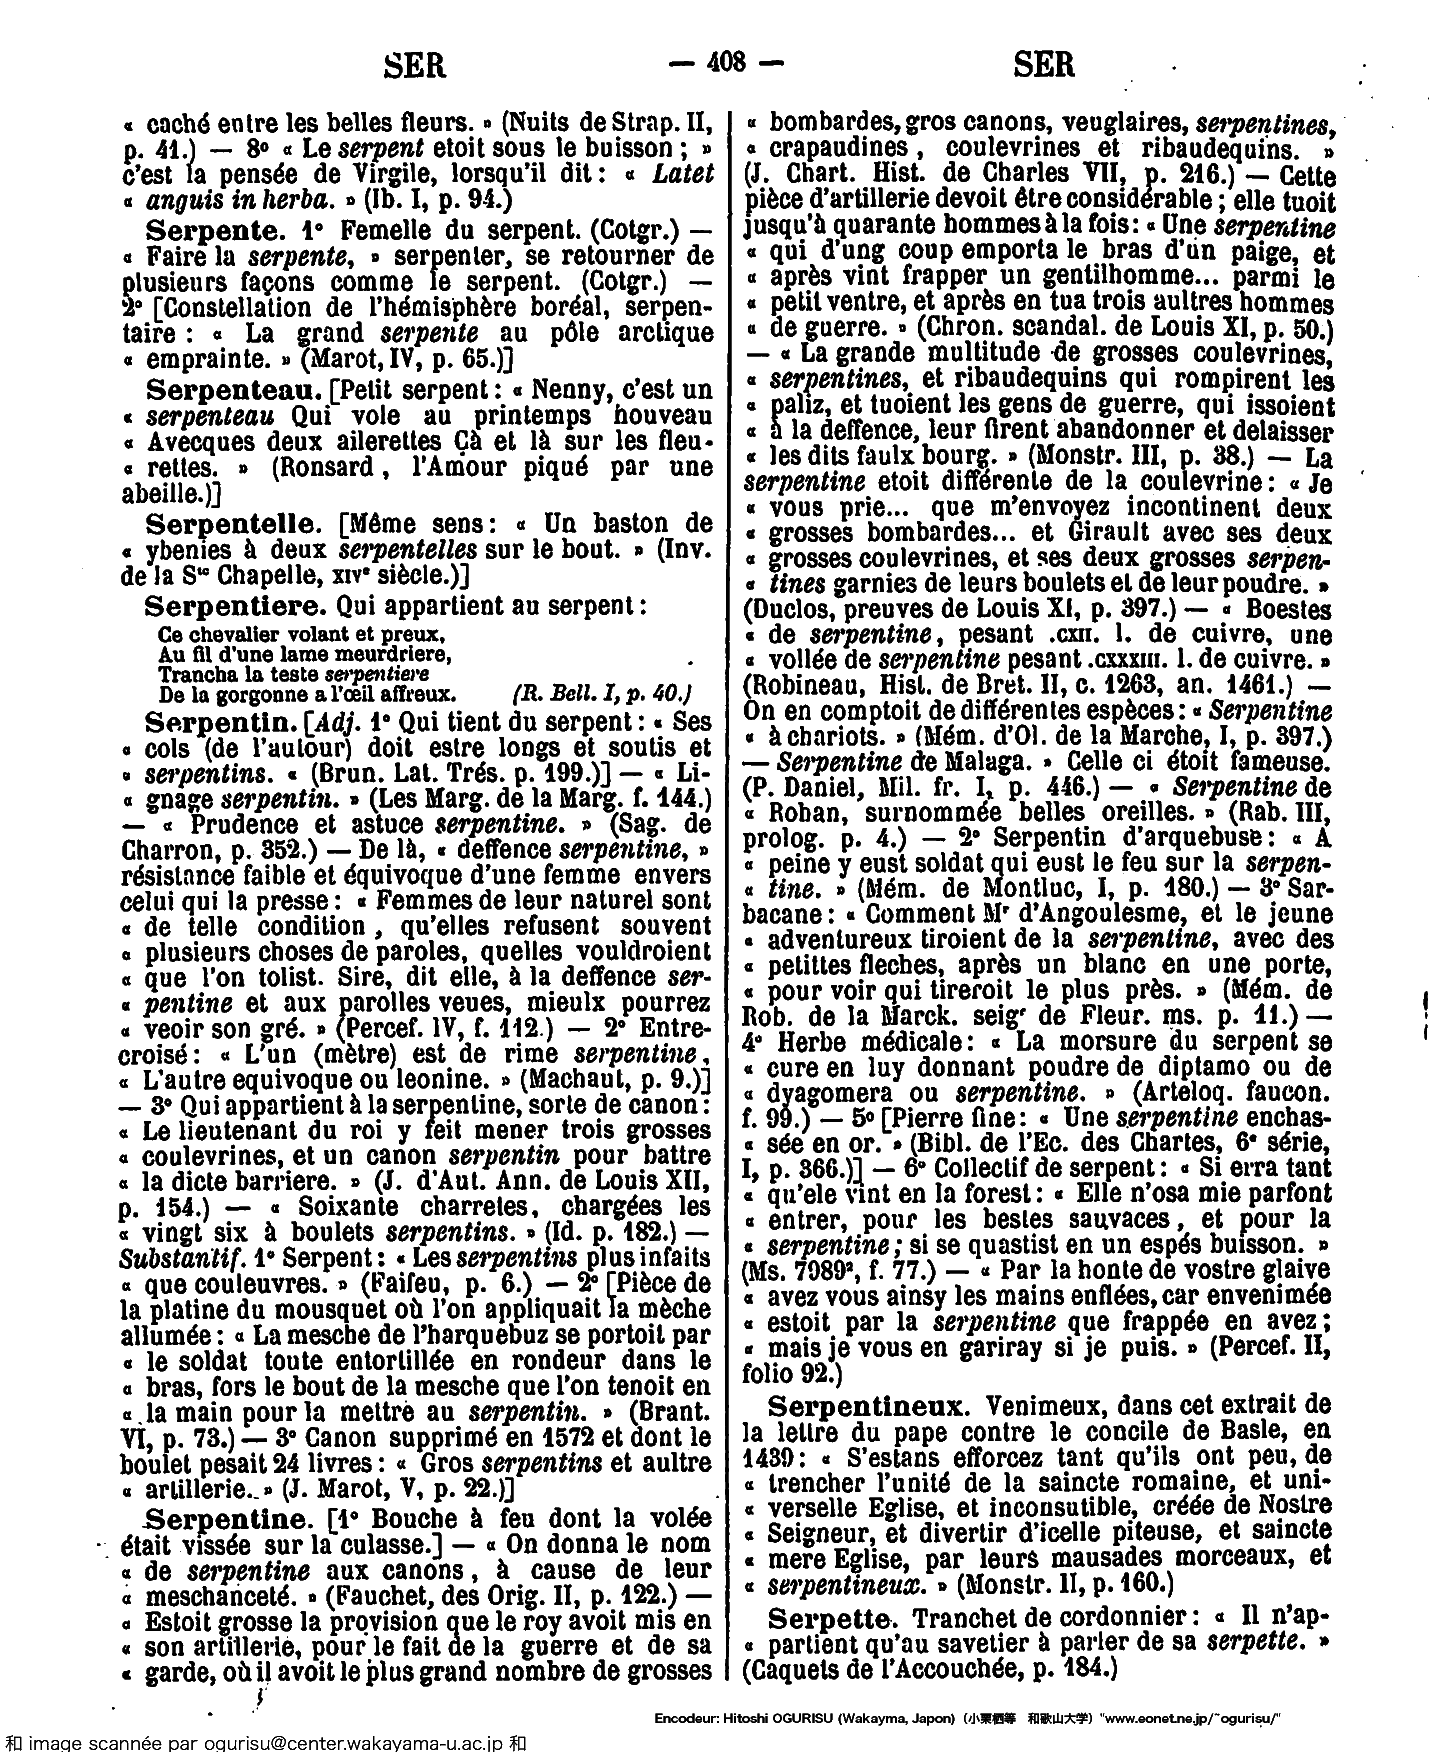 SER — 408 — SER
« caché entre les belles fleurs. » (Nuits de Strap. II,
p. 41.) — 8º « Le serpent etoit sous le buisson ; »
c'est la pensée de Virgile, lorsqu'il dit : « Latet
« anguis in herba. » (Ib. I, p. 94.)
Serpente. 1º Femelle du serpent. (Cotgr.) —
« Faire la serpente, » serpenter, se retourner de
plusieurs façons comme le serpent. (Cotgr.) —
2º [Constellation de l'hémisphère boréal, serpen-
taire : « La grand serpente au pôle arctique
« emprainte. » (Marot, IV, p. 65.)]
Serpenteau. [Petit serpent : « Nenny, c'est un
« serpenteau Qui vole au printemps nouveau
« Avecques deux ailerettes Çà et là sur les fleu-
« rettes. » (Ronsard, l'Amour piqué par une
abeille.)]
Serpentelle. [Même sens : « Un baston de
« ybenies à deux serpentelles sur le bout. » (Inv.
de la Ste Chapelle, XIVe siècle.)]
Serpentiere. Qui appartient au serpent :
Ce chevalier volant et preux,
Au fil d'une lame meurdriere,
Trancha la teste serpentiere
De la gorgonne a l'œil affreux. (R. Bell. I, p. 40.)
Serpentin. [Adj. 1º Qui tient du serpent : « Ses
« cols (de l'autour) doit estre longs et soutis et
« serpentins. « (Brun. Lat. Trés. p. 199.)] — « Li-
« gnage serpentin. » (Les Marg. de la Marg. f. 144.)
— « Prudence et astuce serpentine. » (Sag. de
Charron, p. 352.) — De là, « deffence serpentine, »
résistance faible et équivoque d'une femme envers
celui qui la presse : « Femmes de leur naturel sont
« de telle condition, qu'elles refusent souvent
« plusieurs choses de paroles, quelles vouldroient
« que l'on tolist. Sire, dit elle, à la deffence ser-
« pentine et aux parolles veues, mieulx pourrez
« veoir son gré. » (Percef. IV, f. 112.) — 2º Entre-
croisé : « L'un (mètre) est de rime serpentine,
« L'autre equivoque ou leonine. » (Machaut, p. 9.)]
— 3º Qui appartient à la serpentine, sorte de canon :
« Le lieutenant du roi y feit mener trois grosses
« coulevrines, et un canon serpentin pour battre
« la dicte barriere. » (J. d'Aut. Ann. de Louis XII,
p. 154.) — « Soixante charretes, chargées les
« vingt six à boulets serpentins. » (Id. p. 182.) —
Substantif. 1º Serpent : « Les serpentins plus infaits
« que couleuvres. » (Faifeu, p. 6.) — 2º [Pièce de
la platine du mousquet où l'on appliquait la mèche
allumée : « La mesche de l'harquebuz se portoit par
« le soldat toute entortillée en rondeur dans le
« bras, fors le bout de la mesche que l'on tenoit en
« la main pour la mettre au serpentin. » (Brant.
VI, p. 73.) — 3º Canon supprimé en 1572 et dont le
boulet pesait 24 livres : « Gros serpentins et aultre
« artillerie. » (J. Marot, V, p. 22.)]
Serpentine. [1º Bouche à feu dont la volée
était vissée sur la culasse.] — « On donna le nom
« de serpentine aux canons, à cause de leur
« meschanceté. » (Fauchet, des Orig. II, p. 122.) —
« Estoit grosse la provision que le roy avoit mis en
« son artillerie, pour le fait de la guerre et de sa
« garde, où il avoit le plus grand nombre de grosses
« bombardes, gros canons, veuglaires, serpentines,
« crapaudines, coulevrines et ribaudequins. »
(J. Chart. Hist. de Charles VII, p. 216.) — Cette
pièce d'artillerie devoit être considérable ; elle tuoit
jusqu'à quarante hommes à la fois : « Une serpentine
« qui d'ung coup emporta le bras d'un paige, et
« après vint frapper un gentilhomme... parmi le
« petit ventre, et après en tua trois aultres hommes
« de guerre. » (Chron. scandal. de Louis XI, p. 50.)
— « La grande multitude de grosses coulevrines,
« serpentines, et ribaudequins qui rompirent les
« paliz, et tuoient les gens de guerre, qui issoient
« à la deffence, leur firent abandonner et delaisser
« les dits faulx bourg. » (Monstr. III, p. 38.) — La
serpentine etoit différente de la coulevrine : « Je
« vous prie... que m'envoyez incontinent deux
« grosses bombardes... et Girault avec ses deux
« grosses coulevrines, et ses deux grosses serpen-
« tines garnies de leurs boulets et de leur poudre. »
(Duclos, preuves de Louis XI, p. 397.) — « Boestes
« de serpentine, pesant .CXII. l. de cuivre, une
« vollée de serpentine pesant .CXXXIII. l. de cuivre. »
(Robineau, Hist. de Bret. II, c. 1263, an. 1461.) —
On en comptoit de différentes espèces : « Serpentine
« à chariots. » (Mém. d'Ol. de la Marche, I, p. 397.)
— Serpentine de Malaga. » Celle ci étoit fameuse.
(P. Daniel, Mil. fr. I, p. 446.) — « Serpentine de
« Rohan, surnommée belles oreilles. » (Rab. III,
prolog. p. 4.) — 2º Serpentin d'arquebuse : « A
« peine y eust soldat qui eust le feu sur la serpen-
« tine. » (Mém. de Montluc, I, p. 180.) — 3º Sar-
bacane : « Comment Mr d'Angoulesme, et le jeune
« adventureux tiroient de la serpentine, avec des
« petittes fleches, après un blanc en une porte,
« pour voir qui tireroit le plus près. » (Mém. de
Rob. de la Marck. seigr de Fleur. ms. p. 11.) —
4º Herbe médicale : « La morsure du serpent se
« cure en luy donnant poudre de diptamo ou de
« dyagomera ou serpentine. » (Arteloq. faucon.
f. 99.) — 5º [Pierre fine : « Une serpentine enchas-
« sée en or. » (Bibl. de l'Ec. des Chartes, 6e série,
I, p. 366.)] — 6º Collectif de serpent : « Si erra tant
« qu'ele vint en la forest : « Elle n'osa mie parfont
« entrer, pour les bestes sauvaces, et pour la
« serpentine ; si se quastist en un espés buisson. »
(Ms. 7989², f. 77.) — « Par la honte de vostre glaive
« avez vous ainsy les mains enflées, car envenimée
« estoit par la serpentine que frappée en avez ;
« mais je vous en gariray si je puis. » (Percef. II,
folio 92.)
Serpentineux. Venimeux, dans cet extrait de
la lettre du pape contre le concile de Basle, en
1439 : « S'estans efforcez tant qu'ils ont peu, de
« trencher l'unité de la saincte romaine, et uni-
« verselle Eglise, et inconsutible, créée de Nostre
« Seigneur, et divertir d'icelle piteuse, et saincte
« mere Eglise, par leurs mausades morceaux, et
« serpentineux. » (Monstr. II, p. 160.)
Serpette. Tranchet de cordonnier : « Il n'ap-
« partient qu'au savetier à parler de sa serpette. »
(Caquets de l'Accouchée, p. 184.)
Encodeur: Hitoshi OGURISU (Wakayma, Japon) (小栗栖等 和歌山大学) "www.eonet.ne.jp/~ogurisu/"
和 image scannée par ogurisu@center.wakayama-u.ac.jp 和